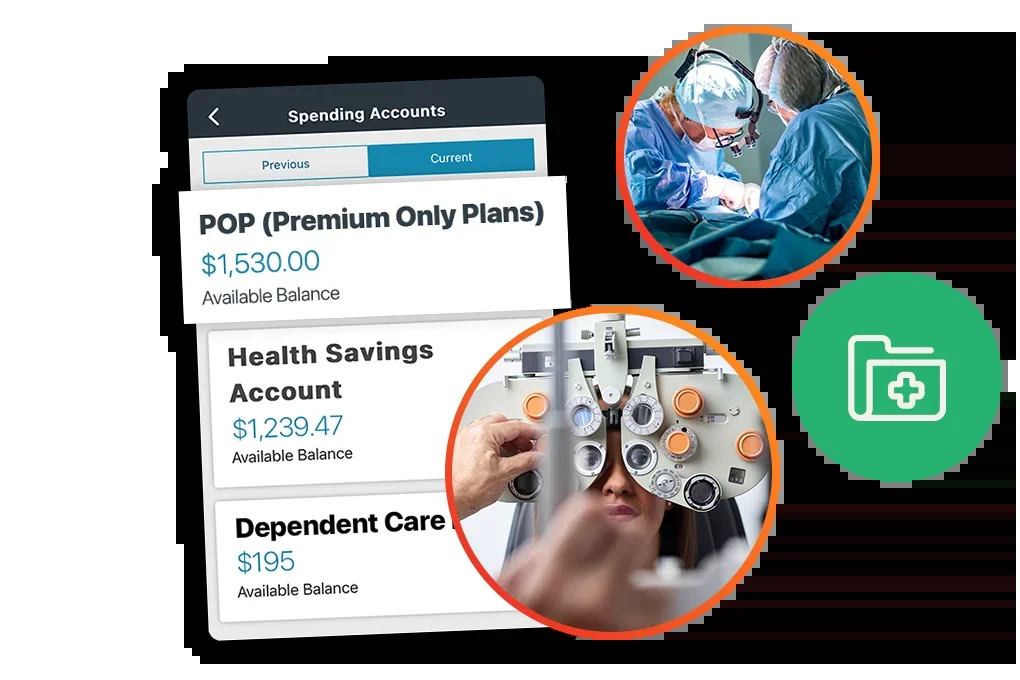 Spending Accounts
Previous
Current
POP (Premium Only Plans)
$1,530.00
Available Balance
Health Savings
Account
$1,239.47
Available Balance
Dependent Care
$195
Available Balance